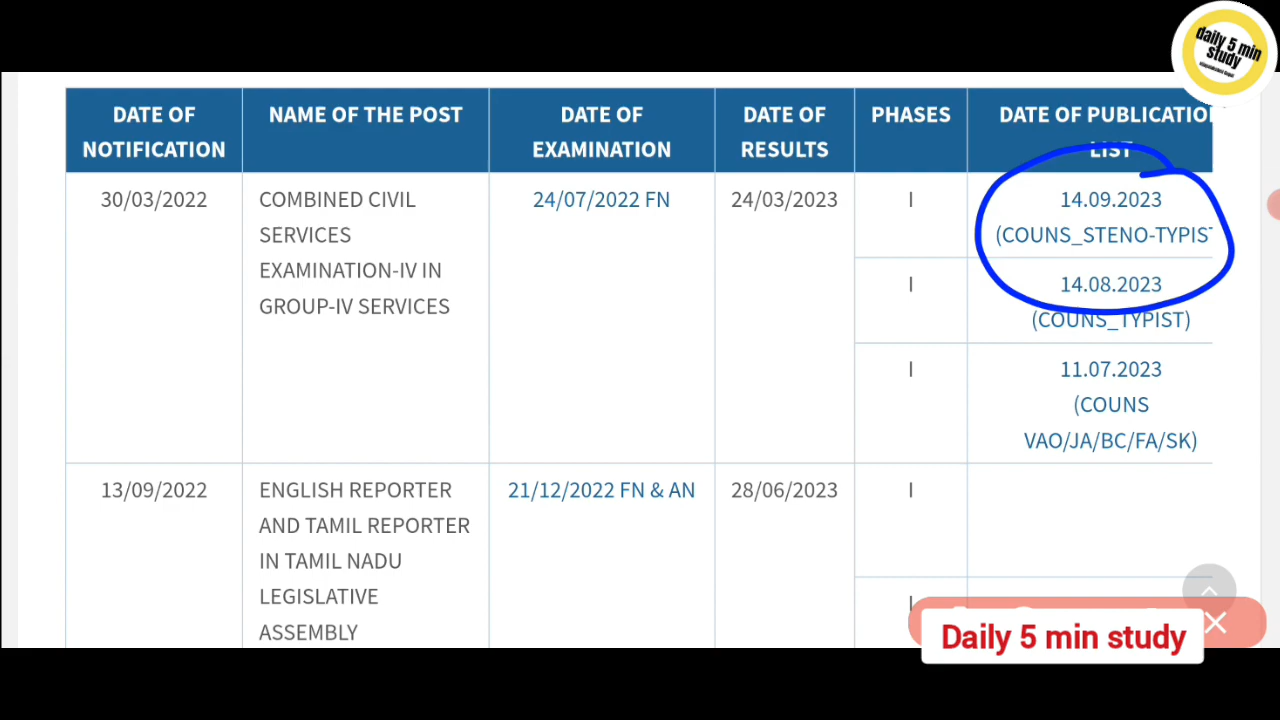 daily 5 min
study
DATE OF
NOTIFICATION
NAME OF THE POST
DATE OF
EXAMINATION
DATE OF
RESULTS
PHASES
DATE OF PUBLICATIO
LIST
30/03/2022
COMBINED CIVIL
SERVICES
EXAMINATION-IV IN
GROUP-IV SERVICES
24/07/2022 FN
24/03/2023
I
14.09.2023
(COUNS_STENO-TYPIST
I
14.08.2023
(COUNS_TYPIST)
I
11.07.2023
(COUNS
VAO/JA/BC/FA/SK)
13/09/2022
ENGLISH REPORTER
AND TAMIL REPORTER
IN TAMIL NADU
LEGISLATIVE
ASSEMBLY
21/12/2022 FN & AN
28/06/2023
I
I
Daily 5 min study